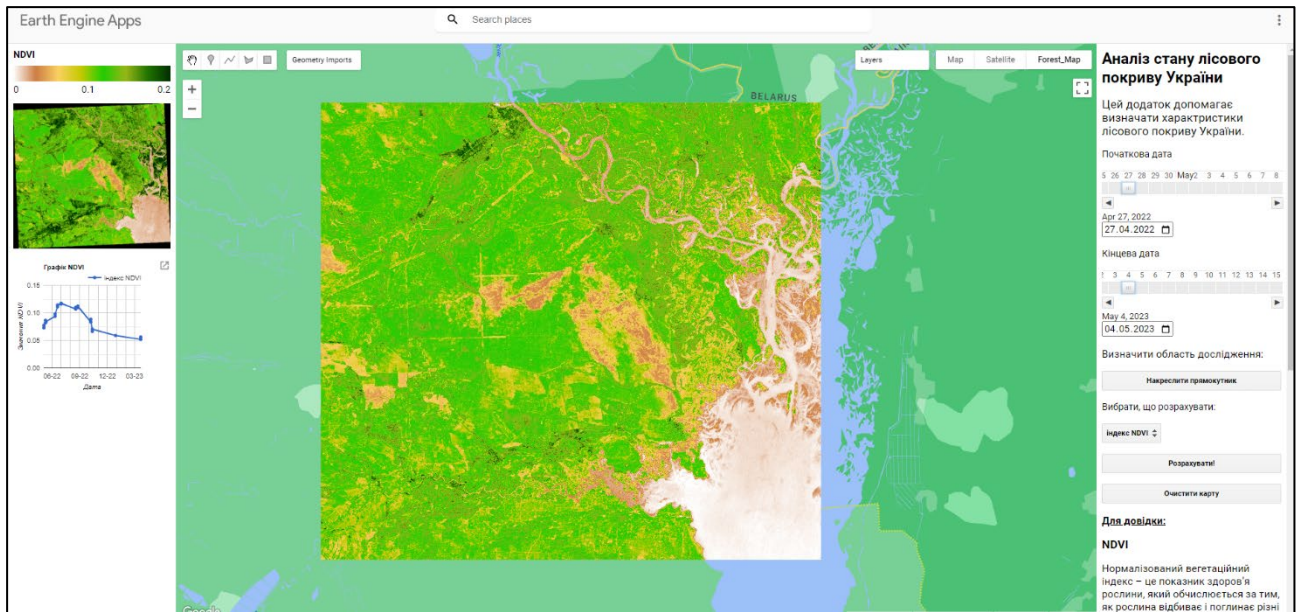 Earth Engine Apps
Search places
NDVI
0 0.1 0.2
Графік NDVI
індекс NDVI
0.15
0.10
0.05
0.00
Значення NDVI
06-22 09-22 12-22 03-23
Дата
Geometry Imports
+
−
BELARUS
Layers
Map Satellite Forest_Map
Google
Аналіз стану лісового
покриву України
Цей додаток допомагає
визначати характеристики
лісового покриву України.
Початкова дата
5 26 27 28 29 30 May2 3 4 5 6 7 8
Apr 27, 2022
27.04.2022
Кінцева дата
3 4 5 6 7 8 9 10 11 12 13 14 15
May 4, 2023
04.05.2023
Визначити область дослідження:
Накреслити прямокутник
Вибрати, що розрахувати:
індекс NDVI
Розрахувати!
Очистити карту
Для довідки:
NDVI
Нормалізований вегетаційний
індекс – це показник здоров'я
рослини, який обчислюється за тим,
як рослина відбиває і поглинає різні